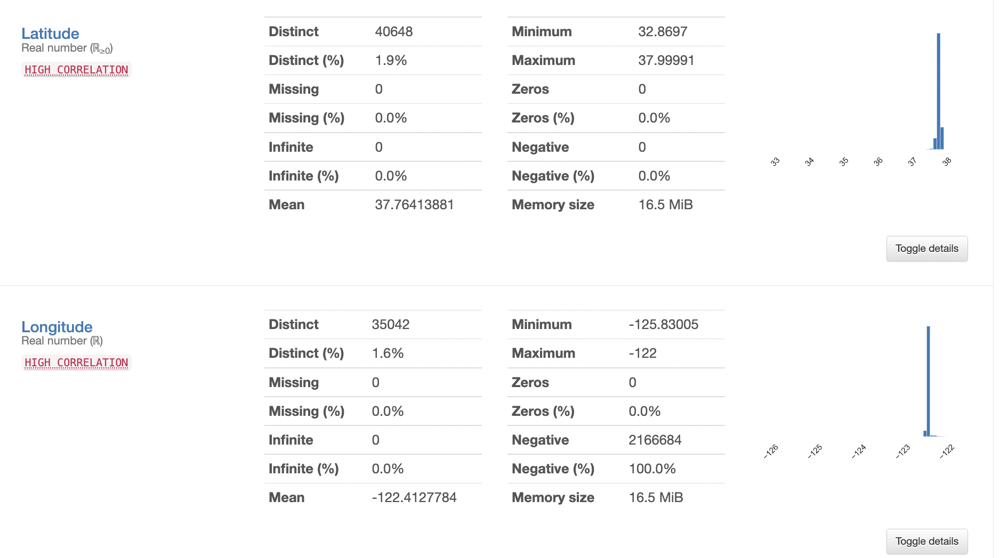 Latitude
Real number (ℝ≥0)
HIGH CORRELATION
Distinct 40648
Distinct (%) 1.9%
Missing 0
Missing (%) 0.0%
Infinite 0
Infinite (%) 0.0%
Mean 37.76413881
Minimum 32.8697
Maximum 37.99991
Zeros 0
Zeros (%) 0.0%
Negative 0
Negative (%) 0.0%
Memory size 16.5 MiB
33 34 35 36 37 38
Toggle details
Longitude
Real number (ℝ)
HIGH CORRELATION
Distinct 35042
Distinct (%) 1.6%
Missing 0
Missing (%) 0.0%
Infinite 0
Infinite (%) 0.0%
Mean -122.4127784
Minimum -125.83005
Maximum -122
Zeros 0
Zeros (%) 0.0%
Negative 2166684
Negative (%) 100.0%
Memory size 16.5 MiB
−126 −125 −124 −123 −122
Toggle details